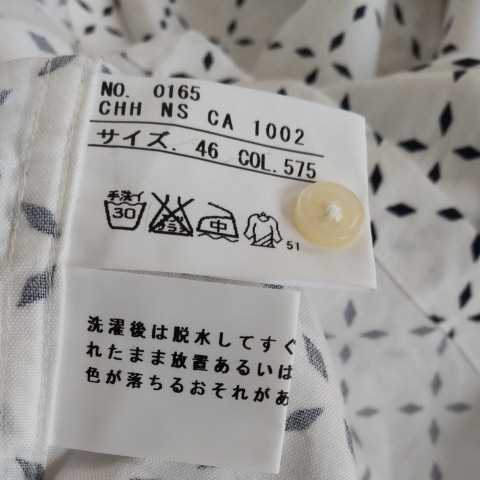 NO. 0165
CHH NS CA 1002
サイズ. 46 COL.575
手洗イ
30
中
51
洗濯後は脱水してすぐ
れたまま放置あるいは
色が落ちるおそれがあ